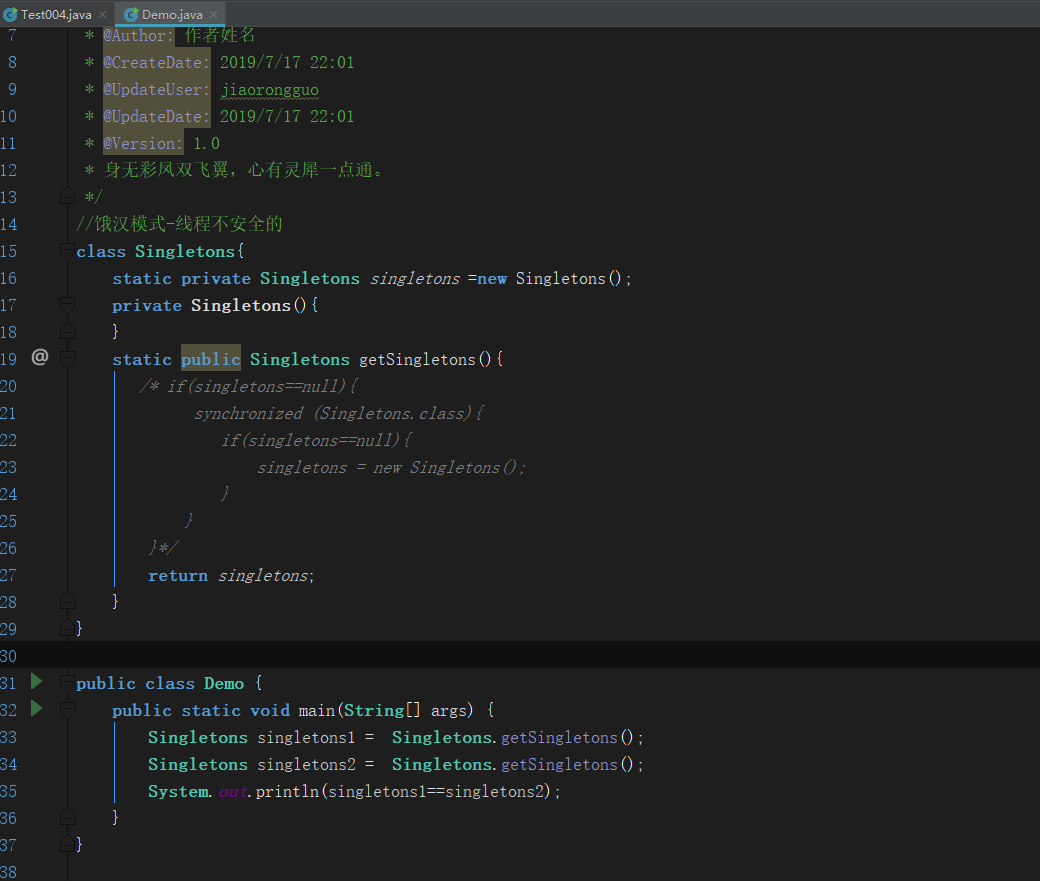 Test004.java × Demo.java ×
7 * @Author: 作者姓名
8 * @CreateDate: 2019/7/17 22:01
9 * @UpdateUser: jiaorongguo
10 * @UpdateDate: 2019/7/17 22:01
11 * @Version: 1.0
12 * 身无彩凤双飞翼，心有灵犀一点通。
13 */
14 //饿汉模式-线程不安全的
15 class Singletons{
16 static private Singletons singletons =new Singletons();
17 private Singletons(){
18 }
19 @ static public Singletons getSingletons(){
20 /* if(singletons==null){
21 synchronized (Singletons.class){
22 if(singletons==null){
23 singletons = new Singletons();
24 }
25 }
26 }*/
27 return singletons;
28 }
29 }
30
31 public class Demo {
32 public static void main(String[] args) {
33 Singletons singletons1 = Singletons.getSingletons();
34 Singletons singletons2 = Singletons.getSingletons();
35 System.out.println(singletons1==singletons2);
36 }
37 }
38